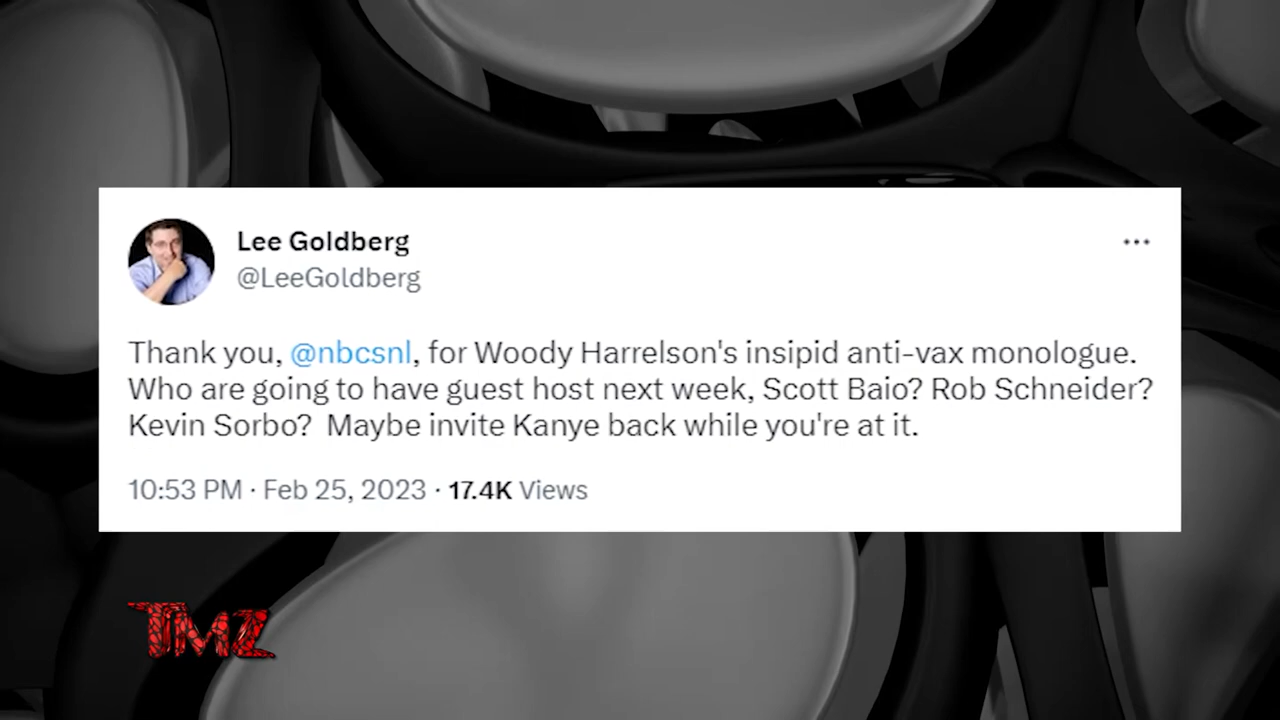 Lee Goldberg
@LeeGoldberg
Thank you, @nbcsnl, for Woody Harrelson's insipid anti-vax monologue.
Who are going to have guest host next week, Scott Baio? Rob Schneider?
Kevin Sorbo?  Maybe invite Kanye back while you're at it.
10:53 PM · Feb 25, 2023 · 17.4K Views
TMZ